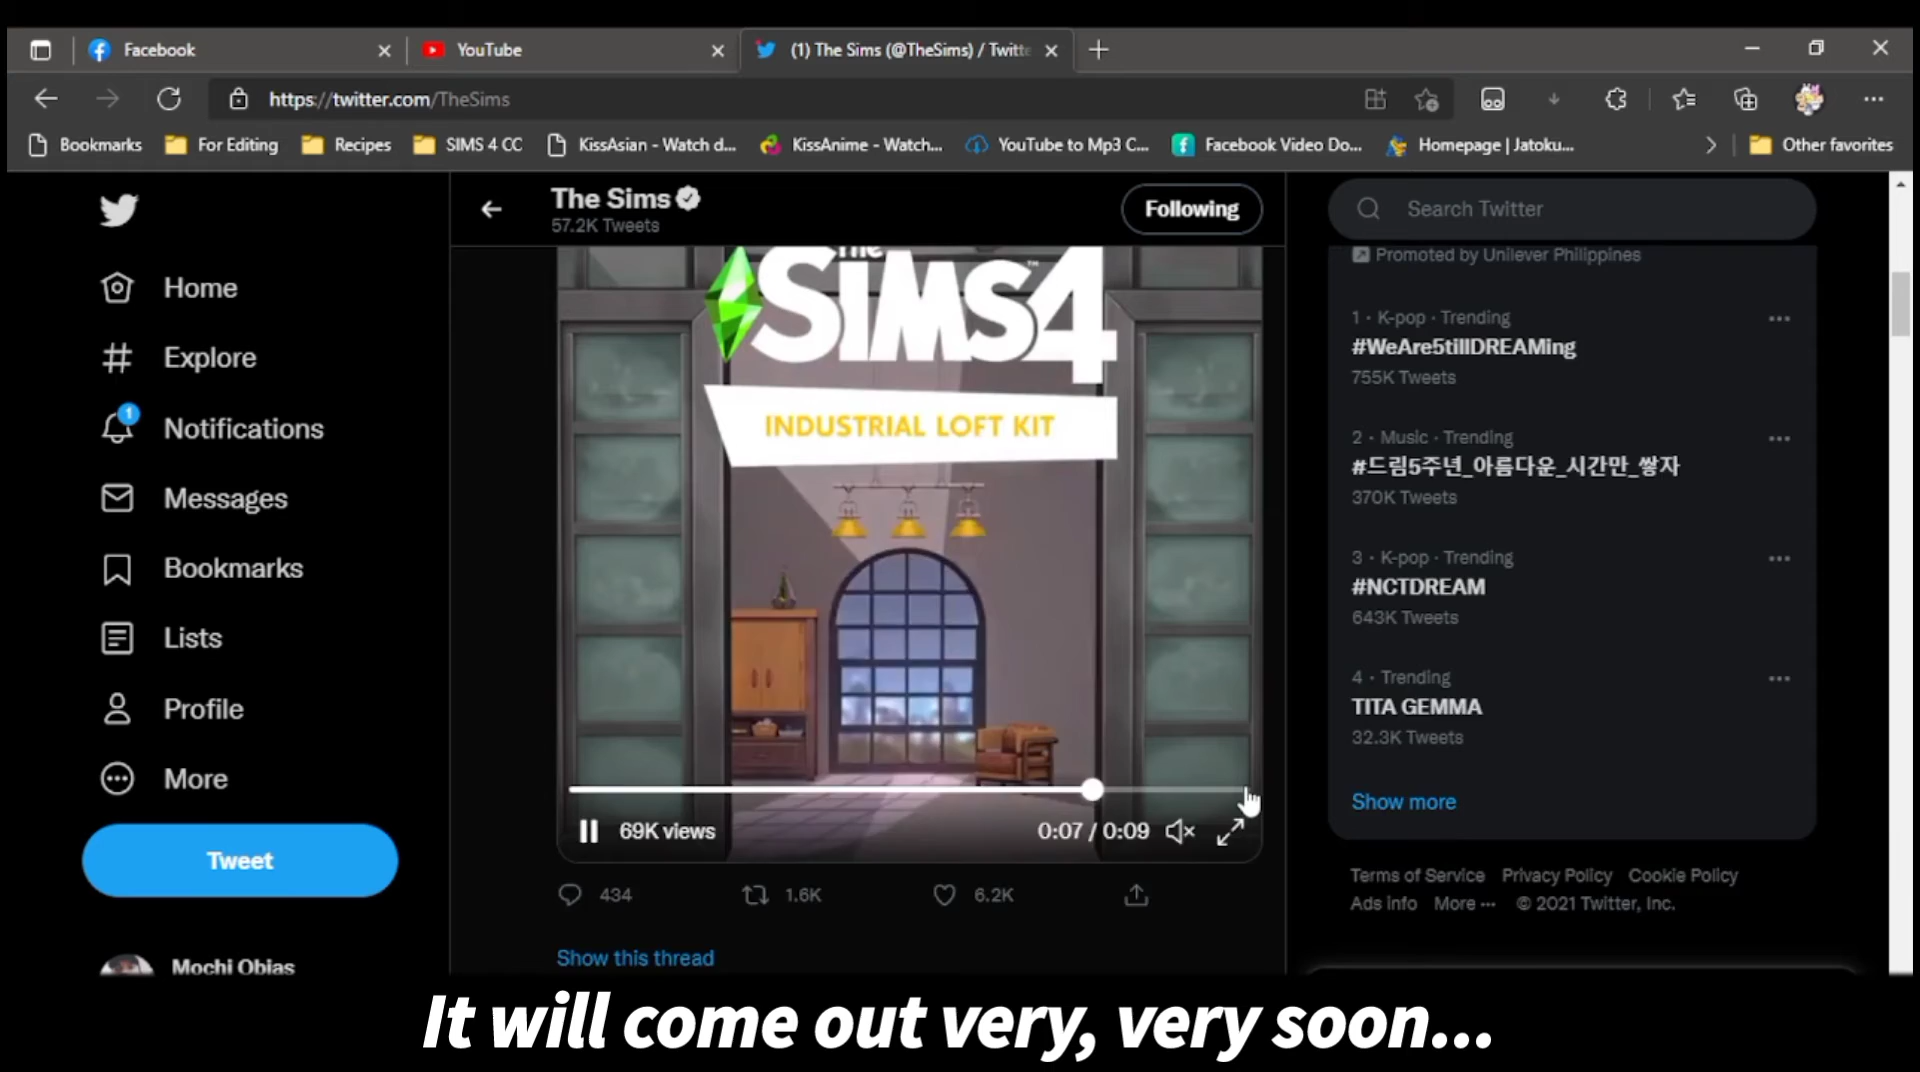 Facebook
YouTube
(1) The Sims (@TheSims) / Twitte
https://twitter.com/TheSims
Bookmarks
For Editing
Recipes
SIMS 4 CC
KissAsian - Watch d...
KissAnime - Watch...
YouTube to Mp3 C...
Facebook Video Do...
Homepage | Jatoku...
Other favorites
The Sims
57.2K Tweets
Following
Search Twitter
Home
Explore
1
Notifications
Messages
Bookmarks
Lists
Profile
More
Tweet
Mochi Obias
The
SIMS4
INDUSTRIAL LOFT KIT
69K views
0:07 / 0:09
434
1.6K
6.2K
Show this thread
Promoted by Unilever Philippines
1 · K-pop · Trending
#WeAre5tillDREAMing
755K Tweets
2 · Music · Trending
#드림5주년_아름다운_시간만_쌓자
370K Tweets
3 · K-pop · Trending
#NCTDREAM
643K Tweets
4 · Trending
TITA GEMMA
32.3K Tweets
Show more
Terms of Service Privacy Policy Cookie Policy
Ads info More ··· © 2021 Twitter, Inc.
It will come out very, very soon...